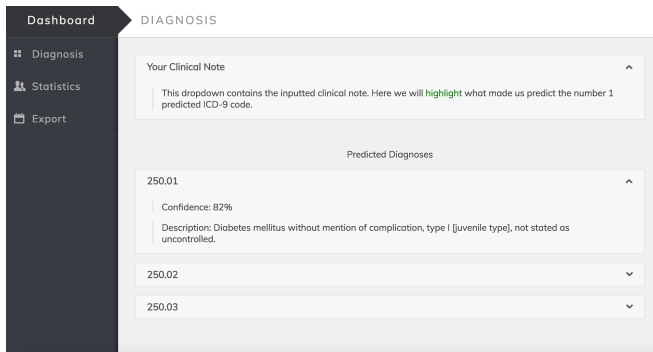 Dashboard
DIAGNOSIS
Diagnosis
Statistics
Export
Your Clinical Note
This dropdown contains the inputted clinical note. Here we will highlight what made us predict the number 1
predicted ICD-9 code.
Predicted Diagnoses
250.01
Confidence: 82%
Description: Diabetes mellitus without mention of complication, type I [juvenile type], not stated as
uncontrolled.
250.02
250.03